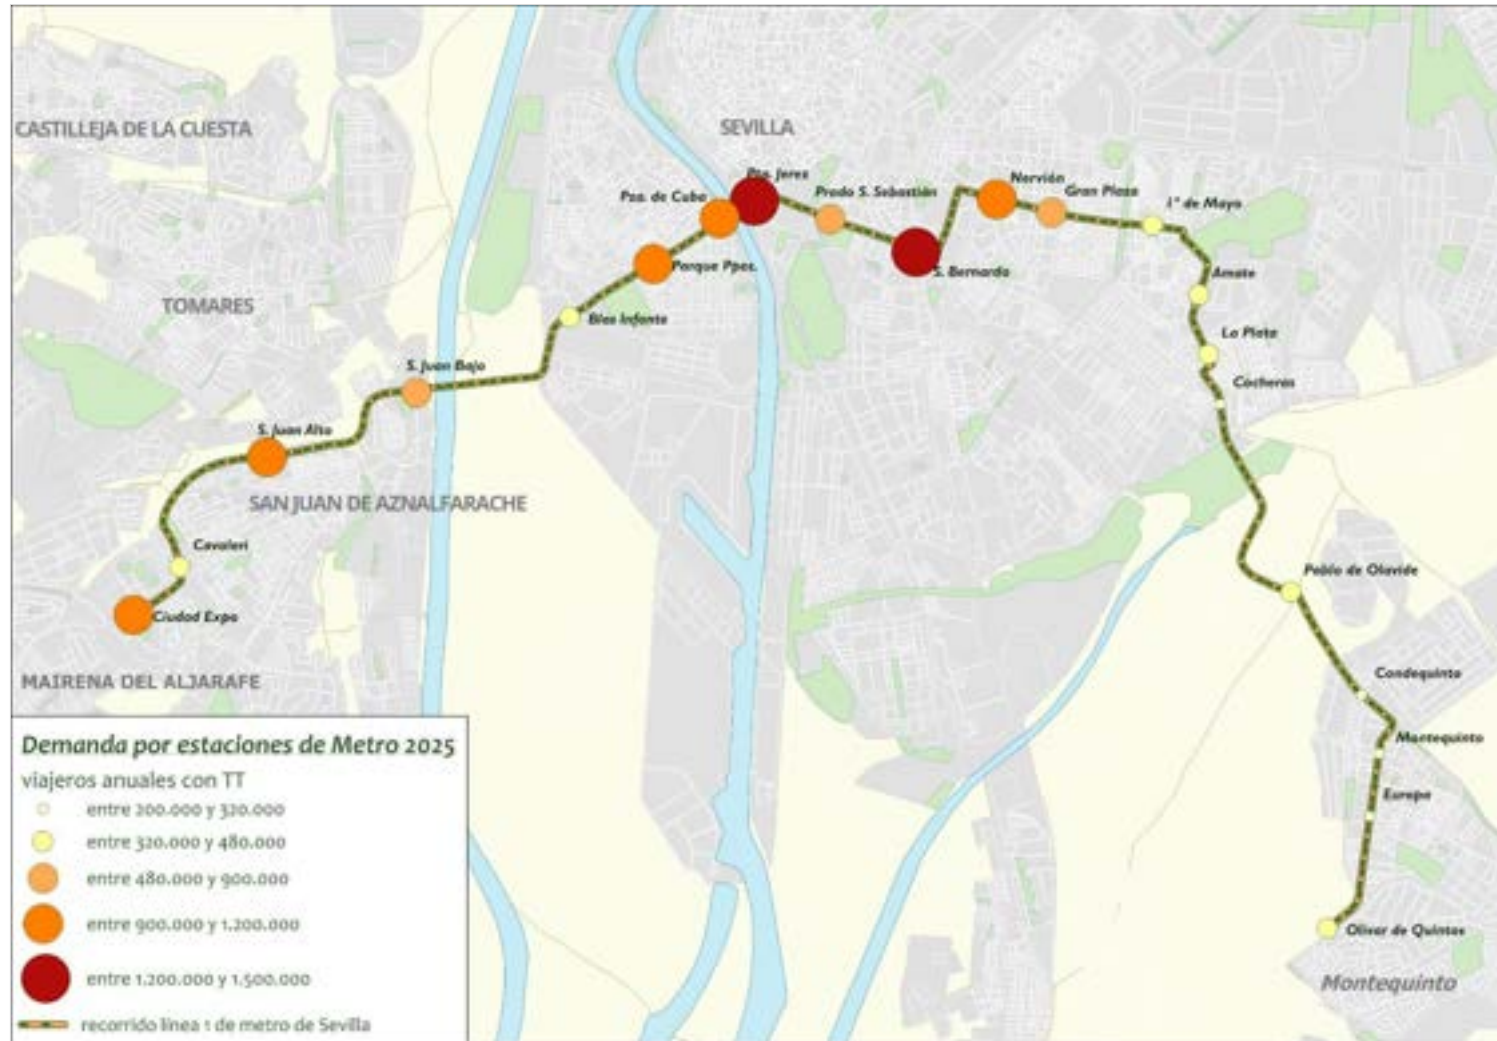 CASTILLEJA DE LA CUESTA
SEVILLA
Pta. Jerez
Prado S. Sebastián
Nervión
Gran Plaza
1º de Mayo
Pza. de Cuba
Parque Ppes.
S. Bernardo
Amate
TOMARES
Blas Infante
La Plata
Cocheras
S. Juan Bajo
S. Juan Alto
SAN JUAN DE AZNALFARACHE
Cavaleri
Pablo de Olavide
Ciudad Expo
MAIRENA DEL ALJARAFE
Condequinto
Montequinto
Europa
Olivar de Quintos
Montequinto
Demanda por estaciones de Metro 2025
viajeros anuales con TT
entre 200.000 y 320.000
entre 320.000 y 480.000
entre 480.000 y 900.000
entre 900.000 y 1.200.000
entre 1.200.000 y 1.500.000
recorrido línea 1 de metro de Sevilla